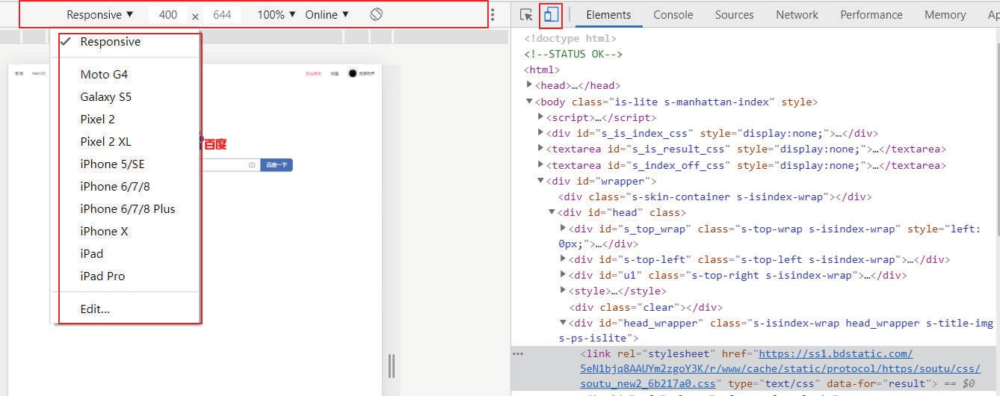 Responsive ▼ 400 × 644 100% ▼ Online ▼
Responsive
Moto G4
Galaxy S5
Pixel 2
Pixel 2 XL
iPhone 5/SE
iPhone 6/7/8
iPhone 6/7/8 Plus
iPhone X
iPad
iPad Pro
Edit...
新闻 hao123
百度
百度一下
Elements Console Sources Network Performance Memory
<!doctype html>
<!--STATUS OK-->
<html>
<head>…</head>
<body class="is-lite s-manhattan-index" style>
<script>…</script>
<div id="s_is_index_css" style="display:none;">…</div>
<textarea id="s_is_result_css" style="display:none;">…</textarea>
<textarea id="s_index_off_css" style="display:none;">…</textarea>
<div id="wrapper">
<div class="s-skin-container s-isindex-wrap"></div>
<div id="head" class>
<div id="s_top_wrap" class="s-top-wrap s-isindex-wrap" style="left:
0px;">…</div>
<div id="s-top-left" class="s-top-left s-isindex-wrap">…</div>
<div id="u1" class="s-top-right s-isindex-wrap">…</div>
<style>…</style>
<div class="clear"></div>
<div id="head_wrapper" class="s-isindex-wrap head_wrapper s-title-img
s-ps-islite">
<link rel="stylesheet" href="https://ss1.bdstatic.com/
5eN1bjq8AAUYm2zgoY3K/r/www/cache/static/protocol/https/soutu/css/
soutu_new2_6b217a0.css" type="text/css" data-for="result"> == $0